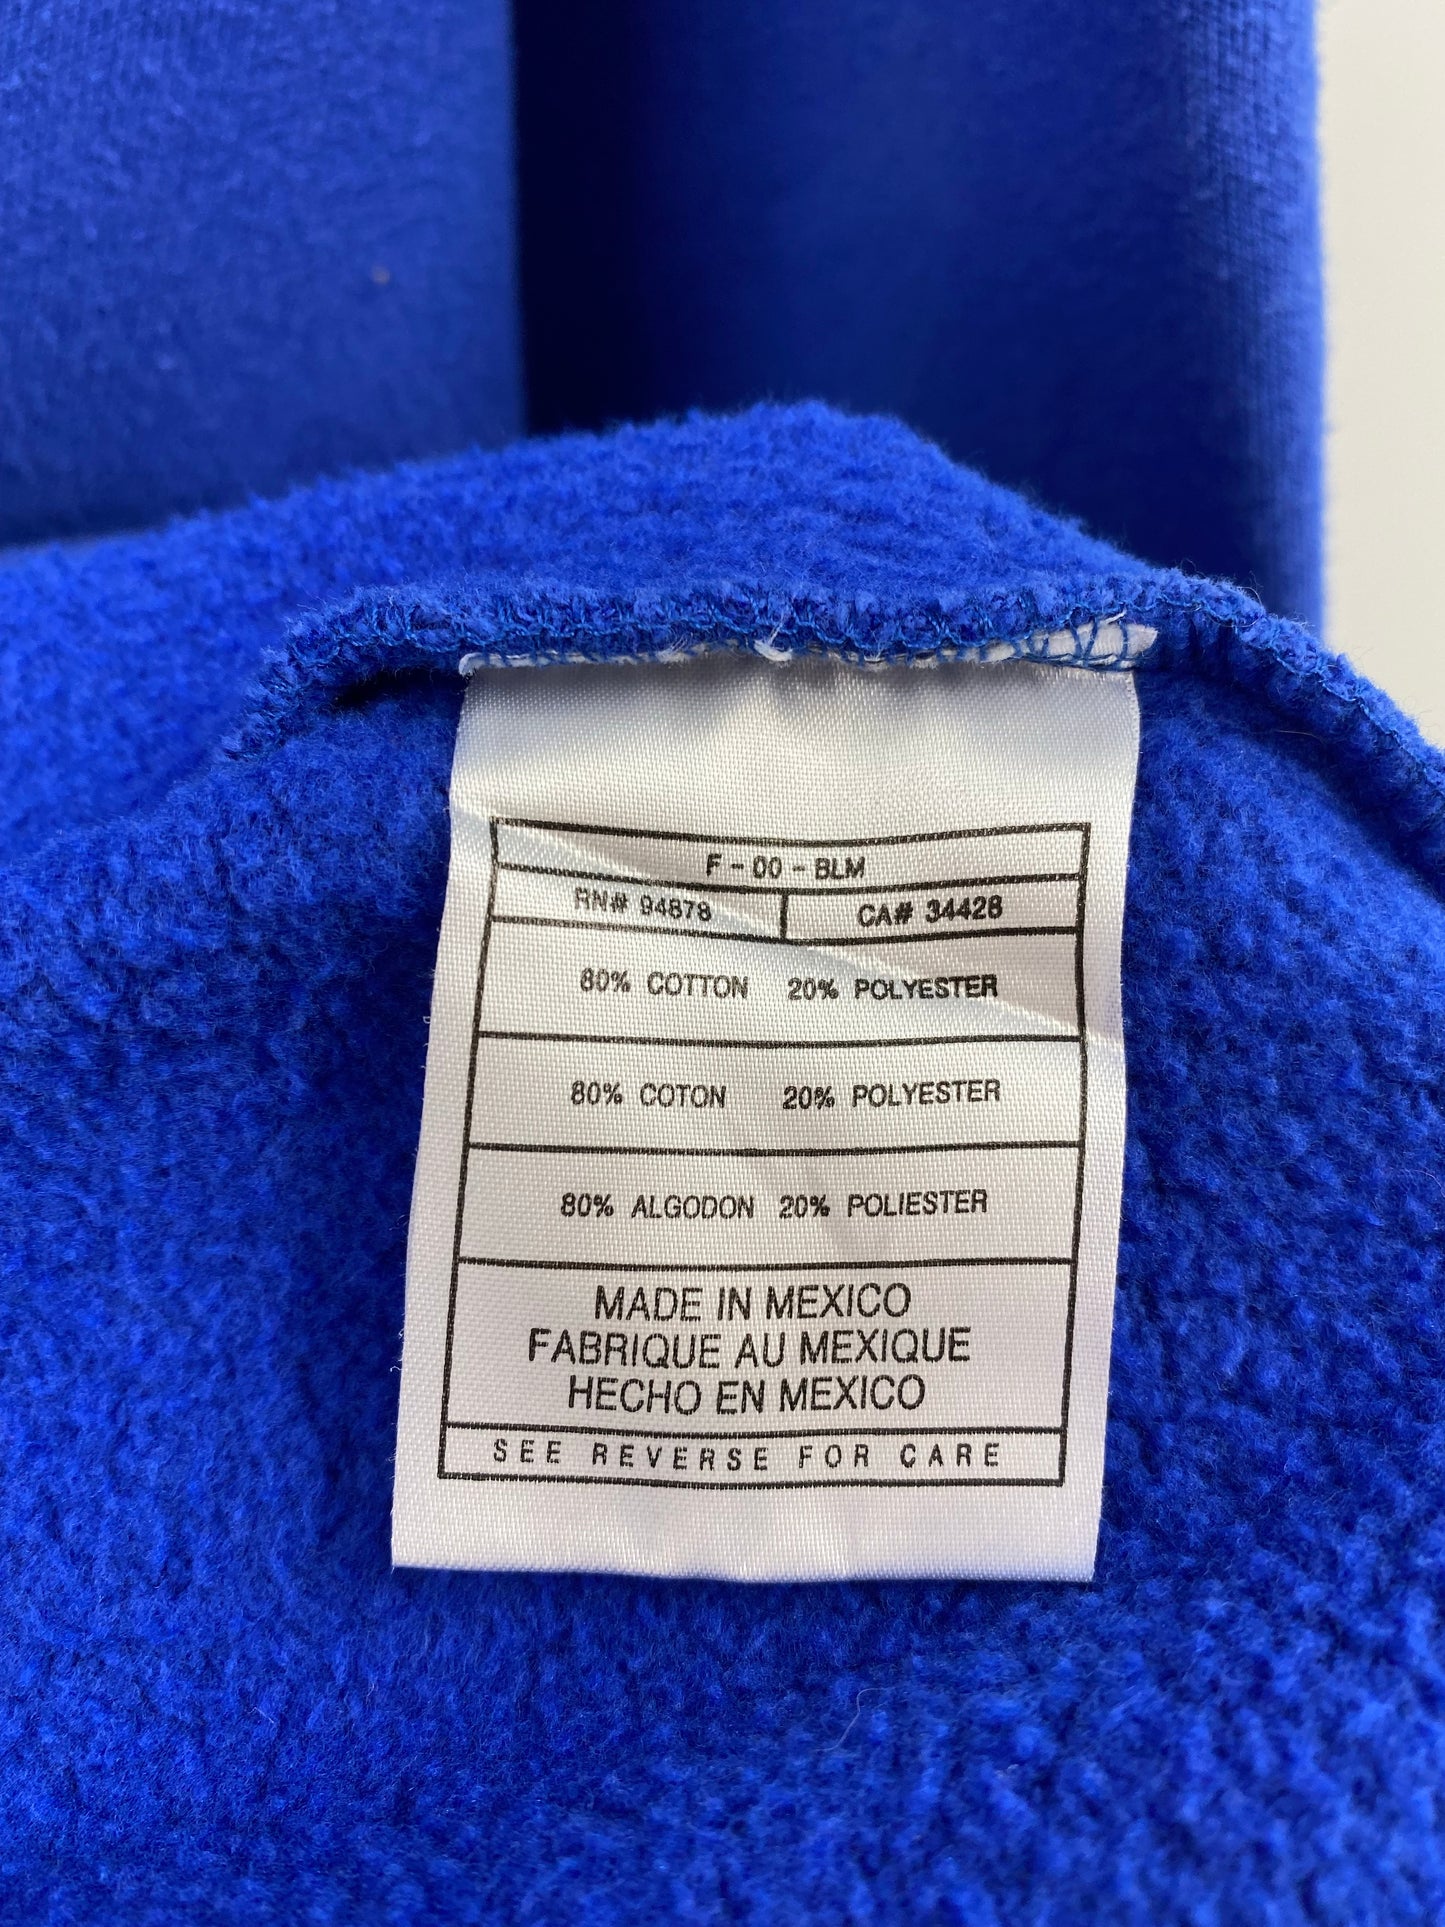 F - 00 - BLM
RN# 94878 CA# 34428
80% COTTON 20% POLYESTER
80% COTON 20% POLYESTER
80% ALGODON 20% POLIESTER
MADE IN MEXICO
FABRIQUE AU MEXIQUE
HECHO EN MEXICO
SEE REVERSE FOR CARE